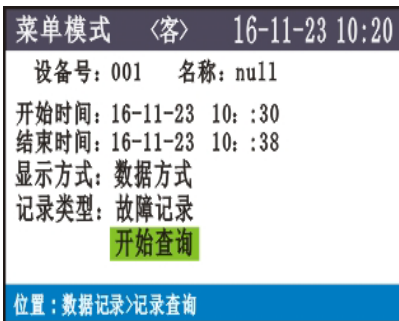 菜单模式 〈客〉 16-11-23 10:20
设备号：001 名称：null
开始时间：16-11-23 10：:30
结束时间：16-11-23 10：:38
显示方式：数据方式
记录类型：故障记录
开始查询
位置：数据记录〉记录查询